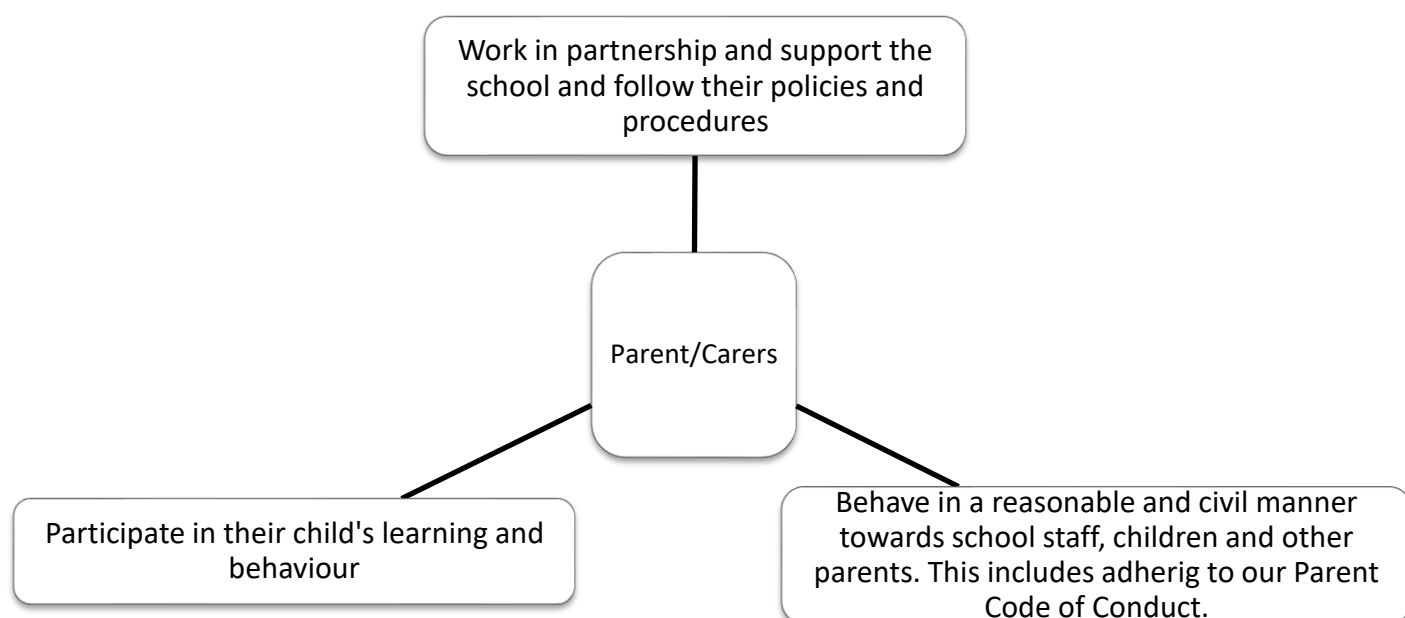 Work in partnership and support the
school and follow their policies and
procedures
Parent/Carers
Participate in their child's learning and
behaviour
Behave in a reasonable and civil manner
towards school staff, children and other
parents. This includes adherig to our Parent
Code of Conduct.